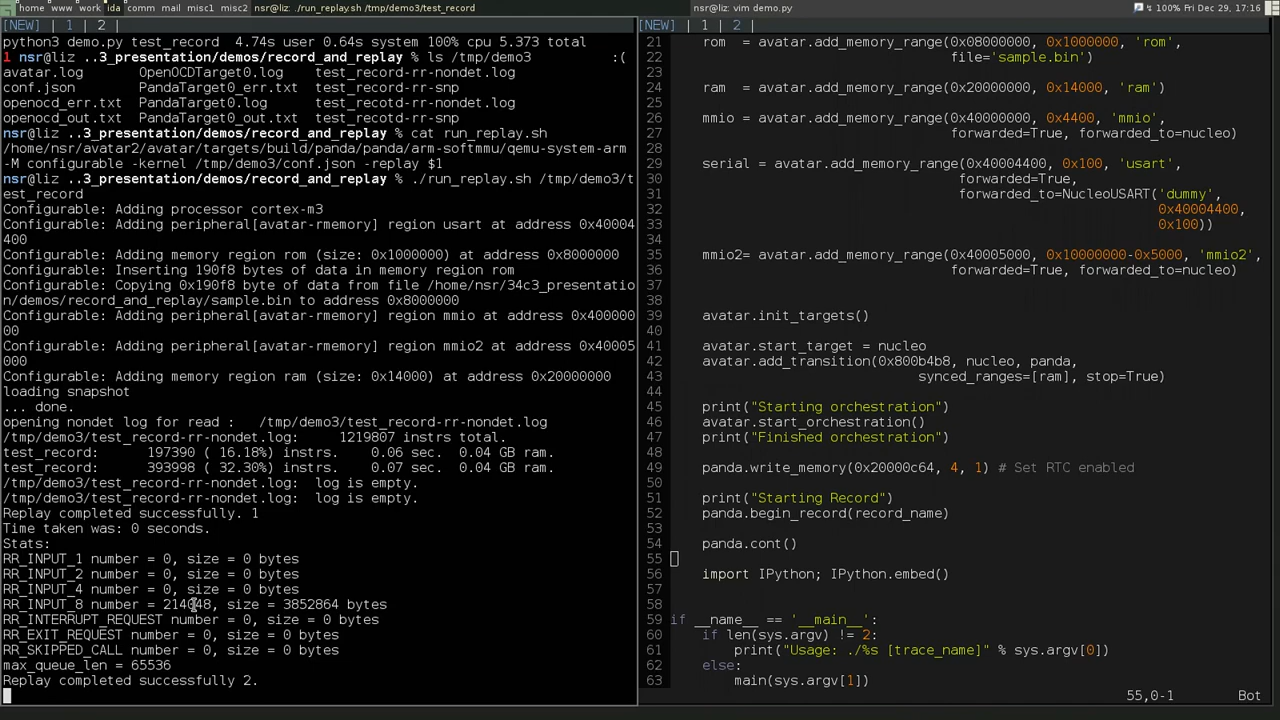 home www work ida comm mail misc1 misc2 nsr@liz:./run_replay.sh /tmp/demo3/test_record nsr@liz: vim demo.py 100% Fri Dec 29, 17:16
[NEW] | 1 | 2 |
python3 demo.py test_record 4.74s user 0.64s system 100% cpu 5.373 total
1 nsr@liz ..3_presentation/demos/record_and_replay % ls /tmp/demo3 :(
avatar.log OpenOCDTarget0.log test_record-rr-nondet.log
conf.json PandaTarget0_err.txt test_record-rr-snp
openocd_err.txt PandaTarget0.log test_recotd-rr-nondet.log
openocd_out.txt PandaTarget0_out.txt test_recotd-rr-snp
nsr@liz ..3_presentation/demos/record_and_replay % cat run_replay.sh
/home/nsr/avatar2/avatar/targets/build/panda/panda/arm-softmmu/qemu-system-arm
-M configurable -kernel /tmp/demo3/conf.json -replay $1
nsr@liz ..3_presentation/demos/record_and_replay % ./run_replay.sh /tmp/demo3/t
est_record
Configurable: Adding processor cortex-m3
Configurable: Adding peripheral[avatar-memory] region usart at address 0x40004
400
Configurable: Adding memory region rom (size: 0x1000000) at address 0x8000000
Configurable: Inserting 190f8 bytes of data in memory region rom
Configurable: Copying 0x190f8 bytes of data from file /home/nsr/34c3_presentatio
n/demos/record_and_replay/sample.bin to address 0x8000000
Configurable: Adding peripheral[avatar-rmemory] region mmio at address 0x400000
00
Configurable: Adding peripheral[avatar-rmemory] region mmio2 at address 0x40005
000
Configurable: Adding memory region ram (size: 0x14000) at address 0x20000000
loading snapshot
... done.
opening nondet log for read : /tmp/demo3/test_record-rr-nondet.log
/tmp/demo3/test_record-rr-nondet.log: 1219807 instrs total.
test_record: 197390 ( 16.18%) instrs. 0.06 sec. 0.04 GB ram.
test_record: 393998 ( 32.30%) instrs. 0.07 sec. 0.04 GB ram.
/tmp/demo3/test_record-rr-nondet.log: log is empty.
/tmp/demo3/test_record-rr-nondet.log: log is empty.
Replay completed successfully. 1
Time taken was: 0 seconds.
Stats:
RR_INPUT_1 number = 0, size = 0 bytes
RR_INPUT_2 number = 0, size = 0 bytes
RR_INPUT_4 number = 0, size = 0 bytes
RR_INPUT_8 number = 214048, size = 3852864 bytes
RR_INTERRUPT_REQUEST number = 0, size = 0 bytes
RR_EXIT_REQUEST number = 0, size = 0 bytes
RR_SKIPPED_CALL number = 0, size = 0 bytes
max_queue_len = 65536
Replay completed successfully 2.
[NEW] | 1 | 2 |
21 rom = avatar.add_memory_range(0x08000000, 0x1000000, 'rom',
22 file='sample.bin')
23
24 ram = avatar.add_memory_range(0x20000000, 0x14000, 'ram')
25
26 mmio = avatar.add_memory_range(0x40000000, 0x4400, 'mmio',
27 forwarded=True, forwarded_to=nucleo)
28
29 serial = avatar.add_memory_range(0x40004400, 0x100, 'usart',
30 forwarded=True,
31 forwarded_to=NucleoUSART('dummy',
32 0x40004400,
33 0x100))
34
35 mmio2= avatar.add_memory_range(0x40005000, 0x10000000-0x5000, 'mmio2',
36 forwarded=True, forwarded_to=nucleo)
37
38
39 avatar.init_targets()
40
41 avatar.start_target = nucleo
42 avatar.add_transition(0x800b4b8, nucleo, panda,
43 synced_ranges=[ram], stop=True)
44
45 print("Starting orchestration")
46 avatar.start_orchestration()
47 print("Finished orchestration")
48
49 panda.write_memory(0x20000c64, 4, 1) # Set RTC enabled
50
51 print("Starting Record")
52 panda.begin_record(record_name)
53
54 panda.cont()
55
56 import IPython; IPython.embed()
57
58
59 if __name__ == '__main__':
60 if len(sys.argv) != 2:
61 print("Usage: ./%s [trace_name]" % sys.argv[0])
62 else:
63 main(sys.argv[1])
55,0-1 Bot